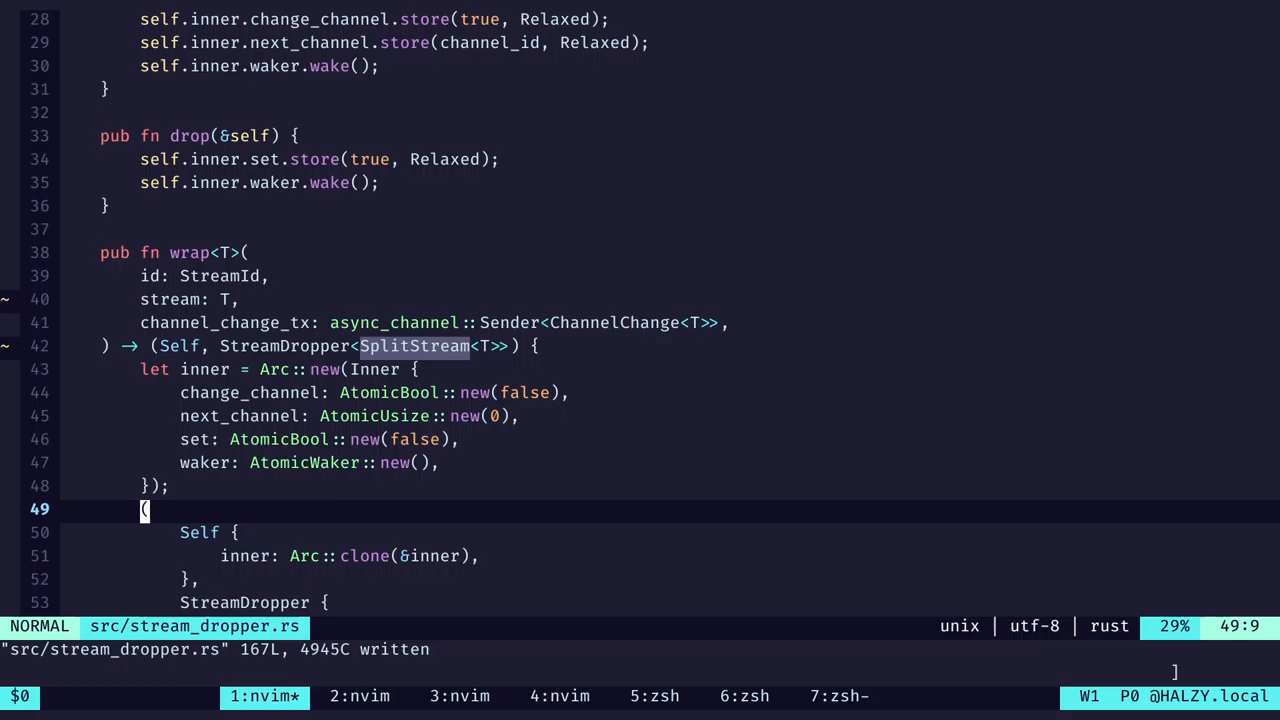 28 self.inner.change_channel.store(true, Relaxed);
29 self.inner.next_channel.store(channel_id, Relaxed);
30 self.inner.waker.wake();
31 }
32
33 pub fn drop(&self) {
34 self.inner.set.store(true, Relaxed);
35 self.inner.waker.wake();
36 }
37
38 pub fn wrap<T>(
39 id: StreamId,
~ 40 stream: T,
41 channel_change_tx: async_channel::Sender<ChannelChange<T>>,
~ 42 ) -> (Self, StreamDropper<SplitStream<T>>) {
43 let inner = Arc::new(Inner {
44 change_channel: AtomicBool::new(false),
45 next_channel: AtomicUsize::new(0),
46 set: AtomicBool::new(false),
47 waker: AtomicWaker::new(),
48 });
49 (
50 Self {
51 inner: Arc::clone(&inner),
52 },
53 StreamDropper {
NORMAL src/stream_dropper.rs unix | utf-8 | rust 29% 49:9
"src/stream_dropper.rs" 167L, 4945C written
]
$0 1:nvim* 2:nvim 3:nvim 4:nvim 5:zsh 6:zsh 7:zsh- W1 P0 @HALZY.local